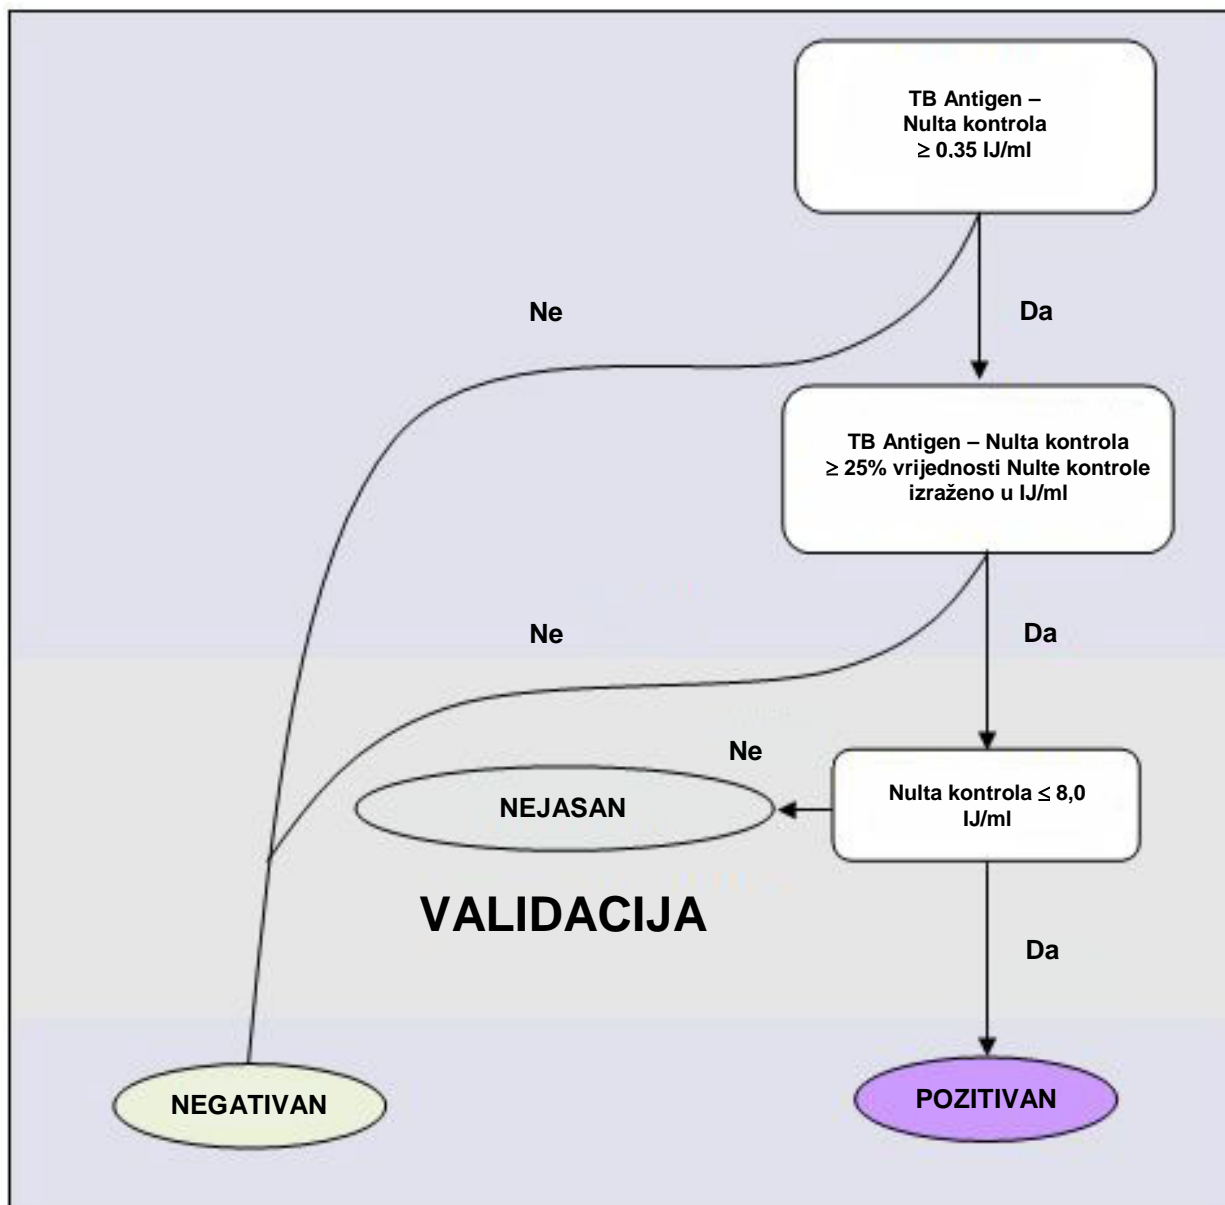 TB Antigen –
Nulta kontrola
≥ 0.35 IJ/ml
Ne
Da
TB Antigen – Nulta kontrola
≥ 25% vrijednosti Nulte kontrole
izraženo u IJ/ml
Ne
Da
Ne
NEJASAN
Nulta kontrola ≤ 8,0
IJ/ml
VALIDACIJA
Da
NEGATIVAN
POZITIVAN